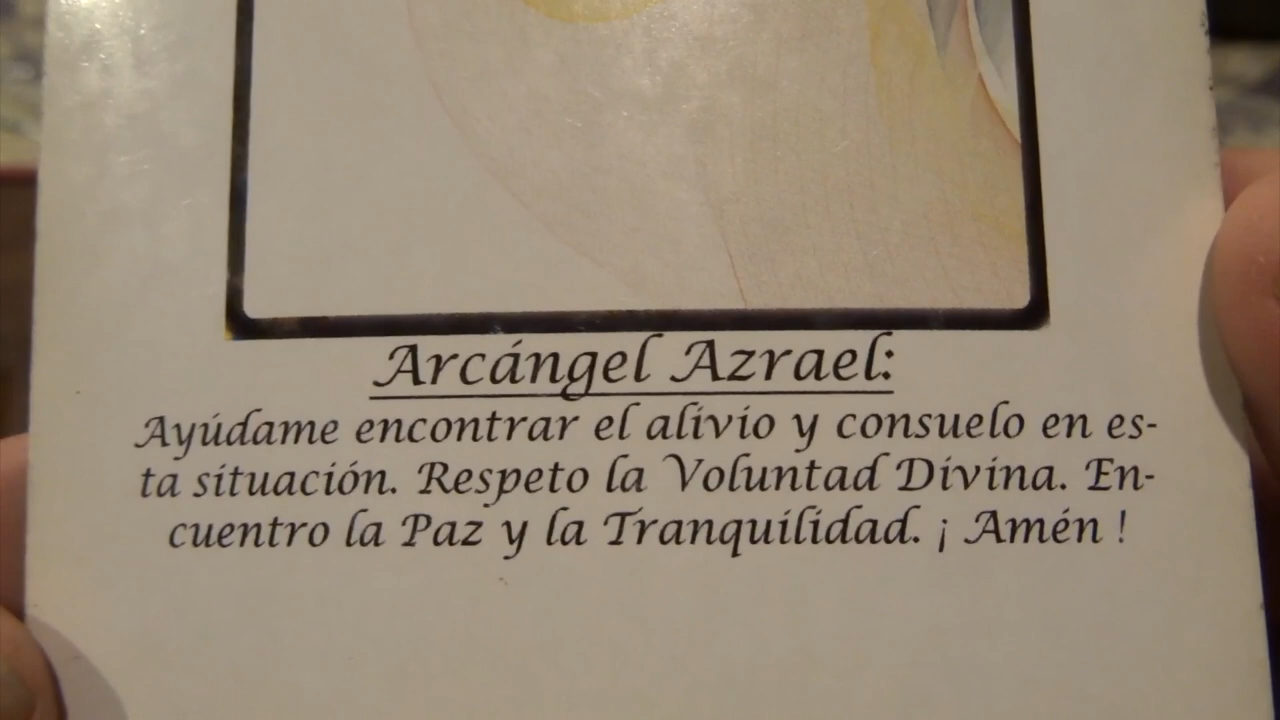 Arcángel Azrael:
Ayúdame encontrar el alivio y consuelo en es-
ta situación. Respeto la Voluntad Divina. En-
cuentro la Paz y la Tranquilidad. ¡ Amén !